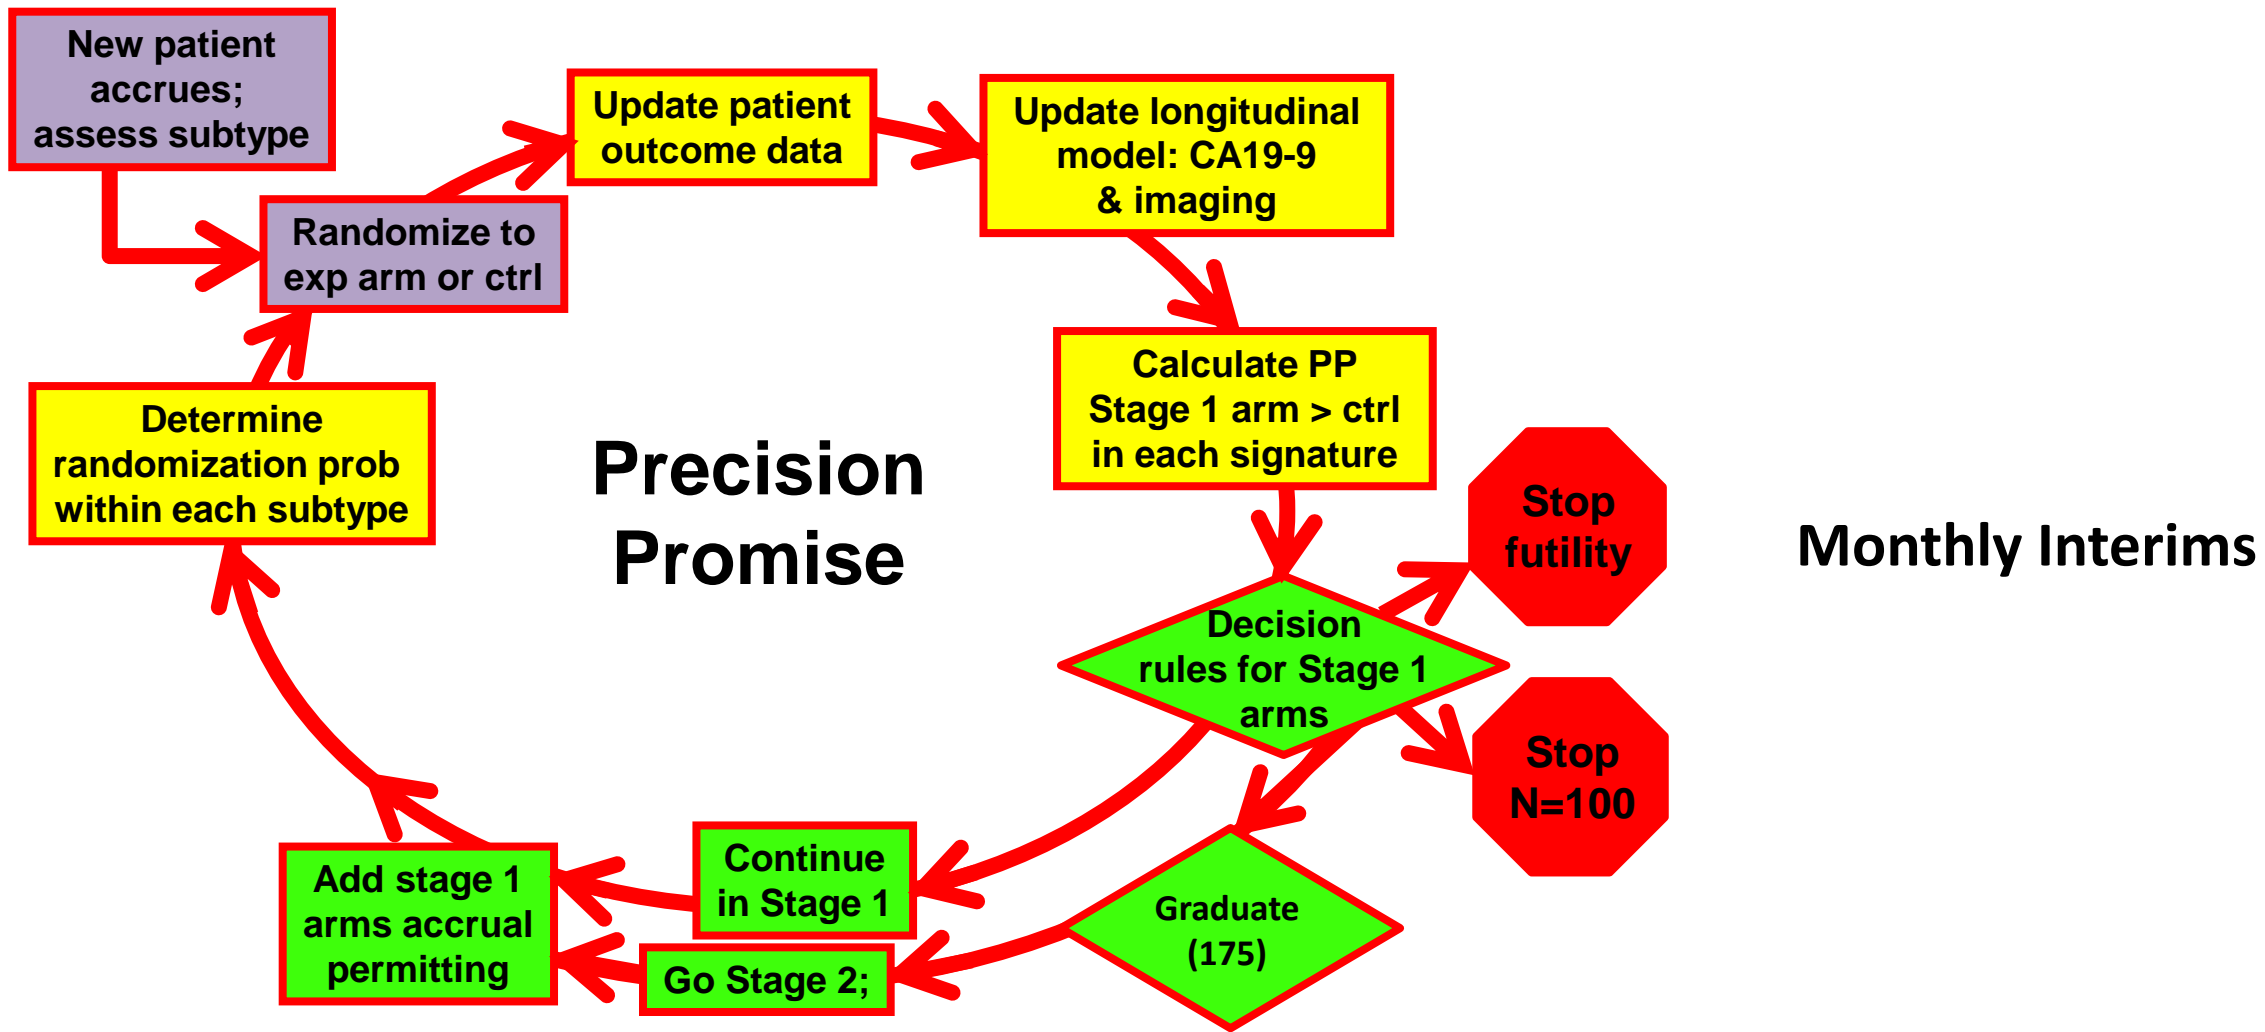 New patient
accrues;
assess subtype
Randomize to
exp arm or ctrl
Update patient
outcome data
Update longitudinal
model: CA19-9
& imaging
Calculate PP
Stage 1 arm > ctrl
in each signature
Determine
randomization prob
within each subtype
Precision
Promise
Stop
futility
Monthly Interims
Decision
rules for Stage 1
arms
Stop
N=100
Continue
in Stage 1
Graduate
(175)
Add stage 1
arms accrual
permitting
Go Stage 2;